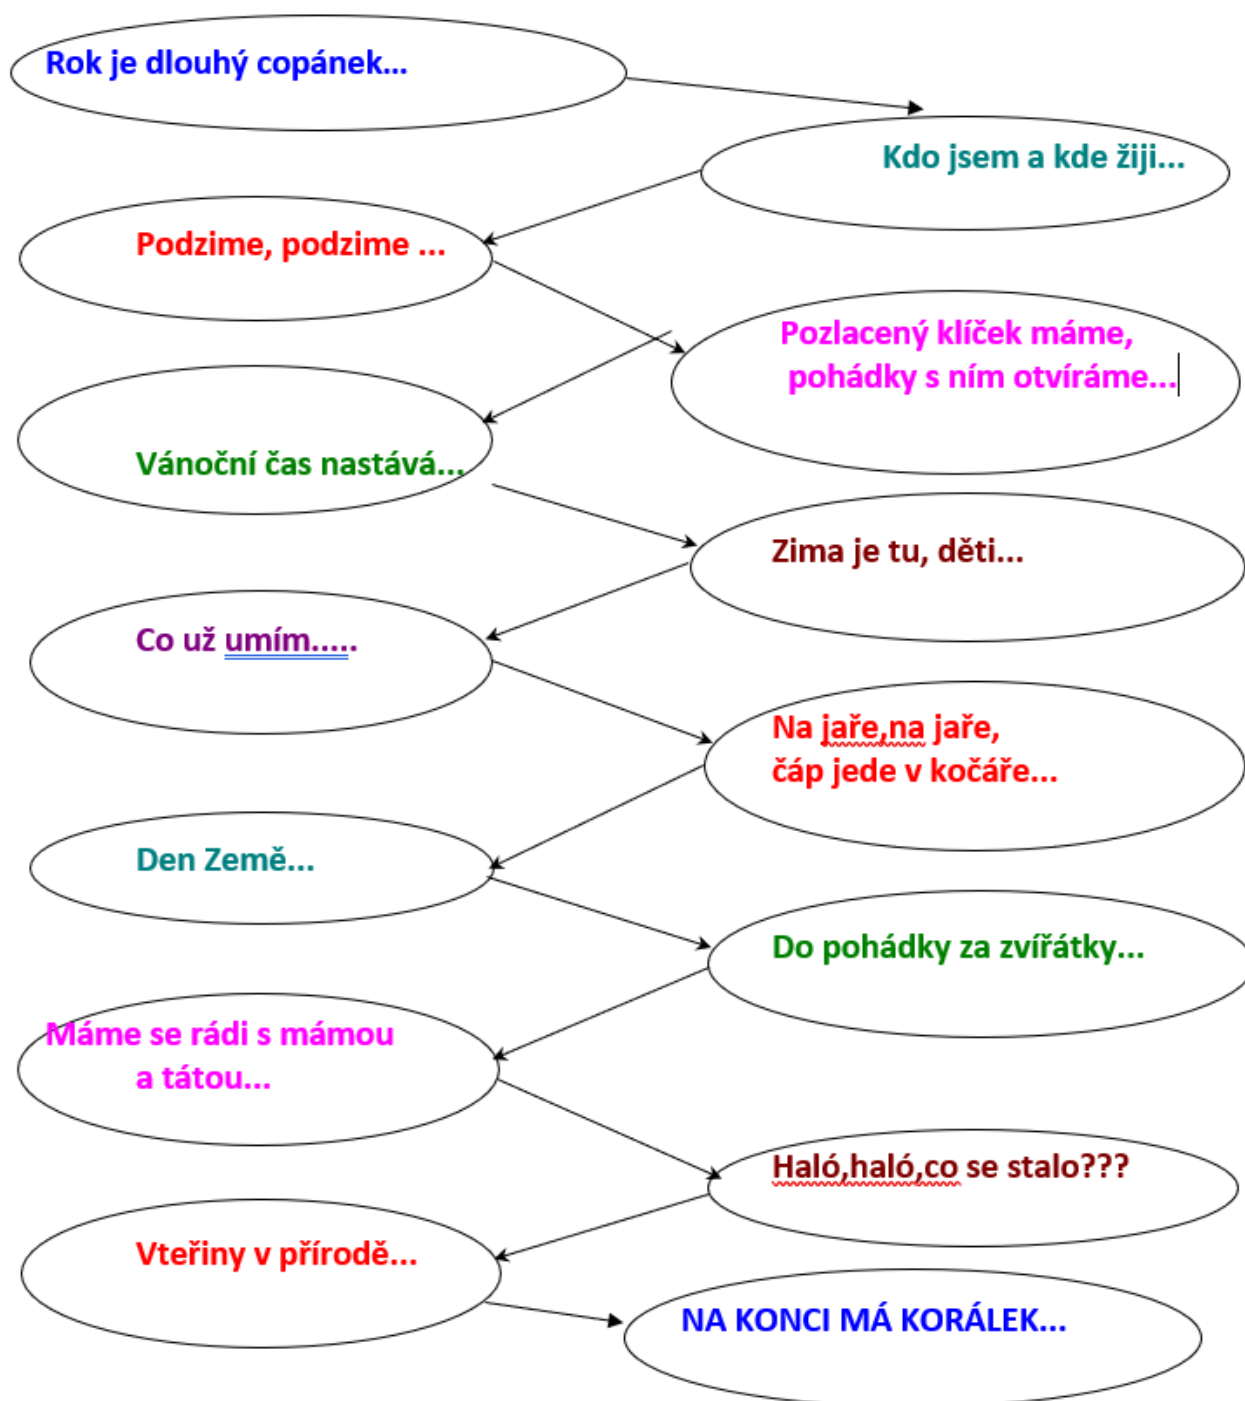 Rok je dlouhý copánek...
Kdo jsem a kde žiji...
Podzime, podzime ...
Pozlacený klíček máme,
pohádky s ním otvíráme...
Vánoční čas nastává...
Zima je tu, děti...
Co už umím.....
Na jaře,na jaře,
čáp jede v kočáře...
Den Země...
Do pohádky za zvířátky...
Máme se rádi s mámou
a tátou...
Haló,haló,co se stalo???
Vteřiny v přírodě...
NA KONCI MÁ KORÁLEK...